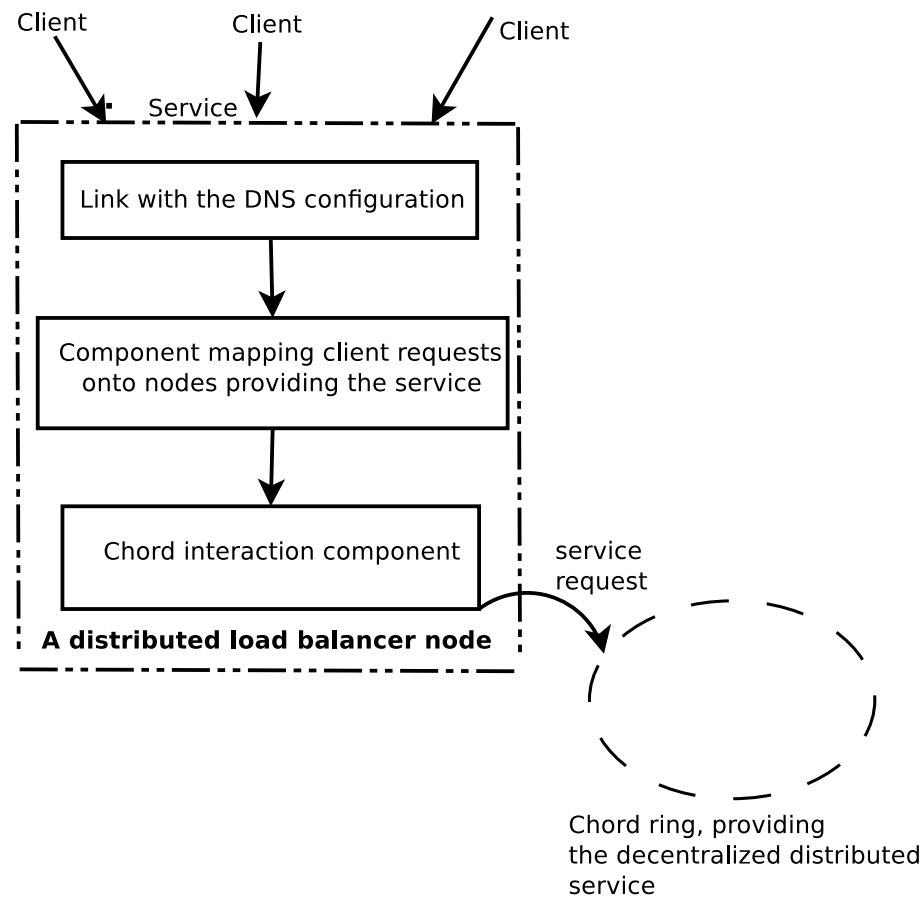 Client
Client
Client
Service
Link with the DNS configuration
Component mapping client requests
onto nodes providing the service
Chord interaction component
service
request
A distributed load balancer node
Chord ring, providing
the decentralized distributed
service